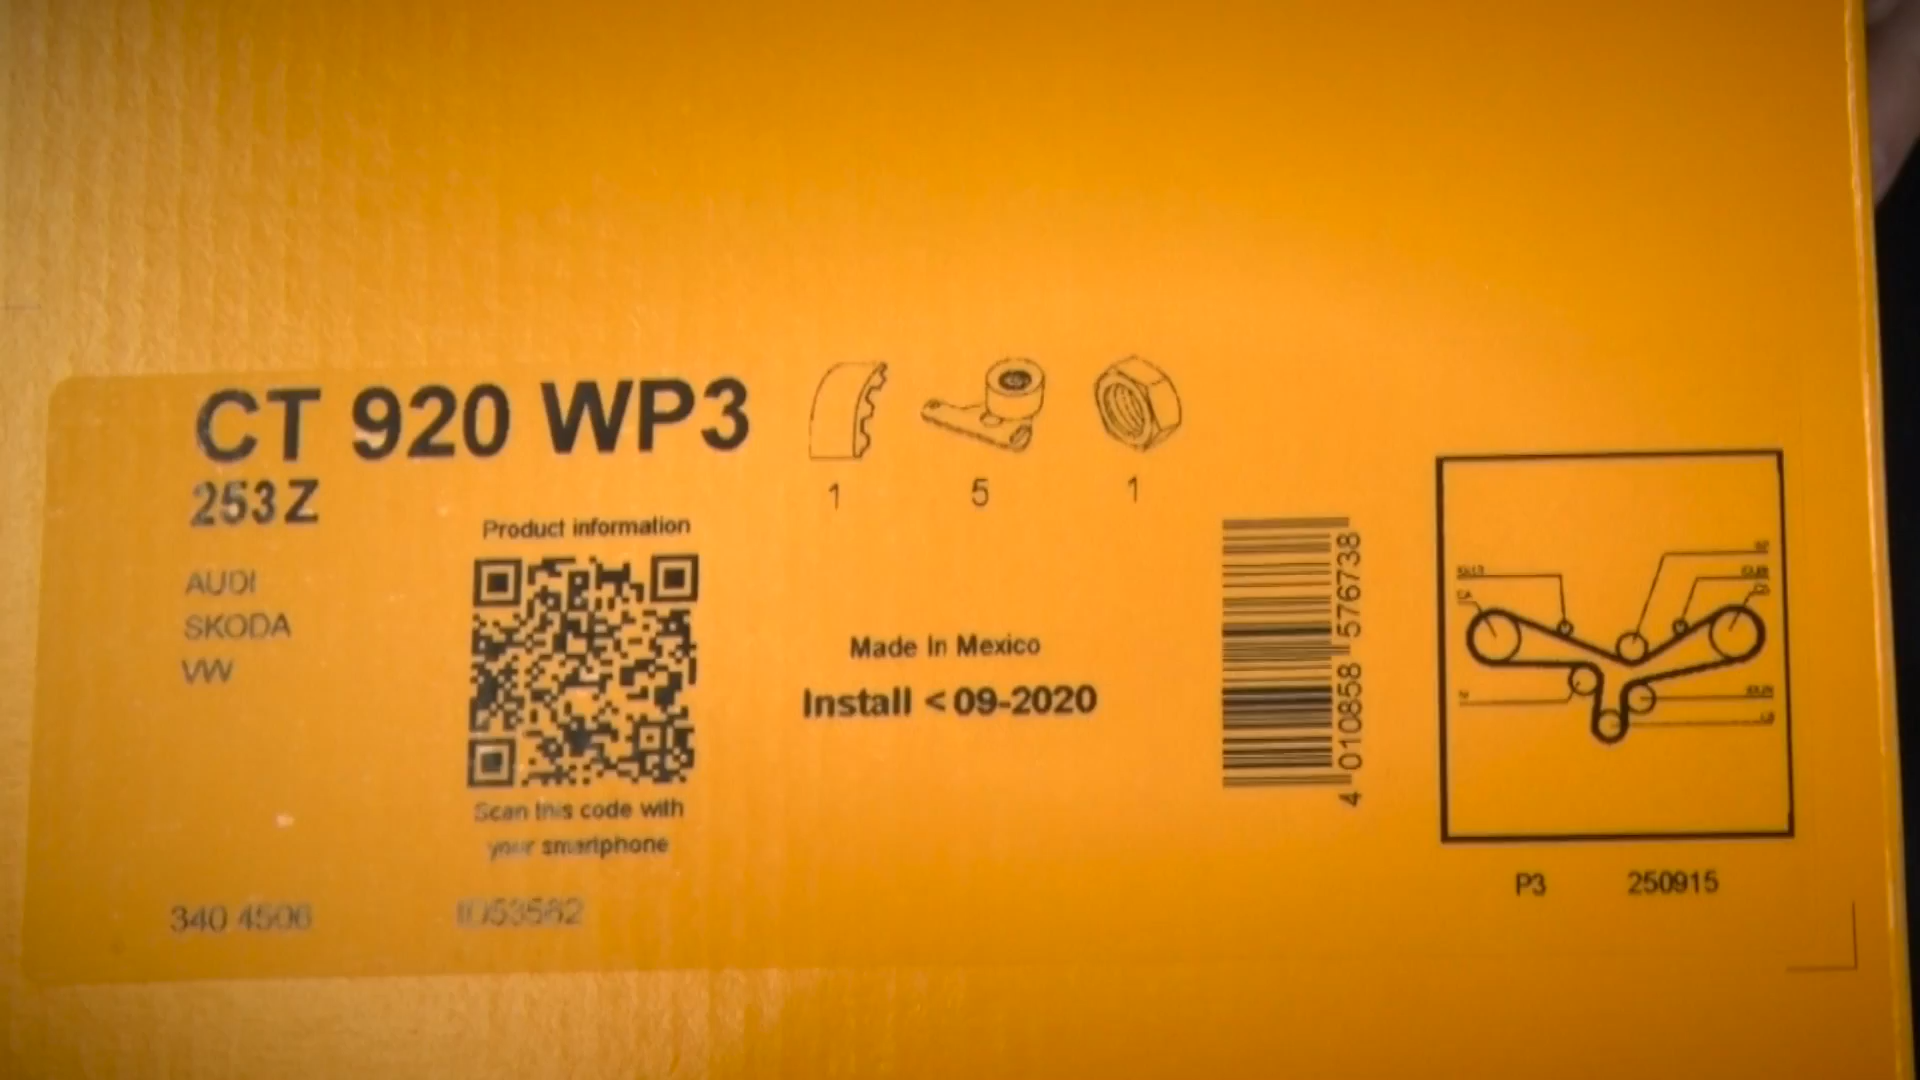 CT 920 WP3
253 Z
AUDI
SKODA
VW
Product information
Scan this code with
your smartphone
340 4506
1
5
1
Made In Mexico
Install < 09-2020
4 010858 576738
P3
250915